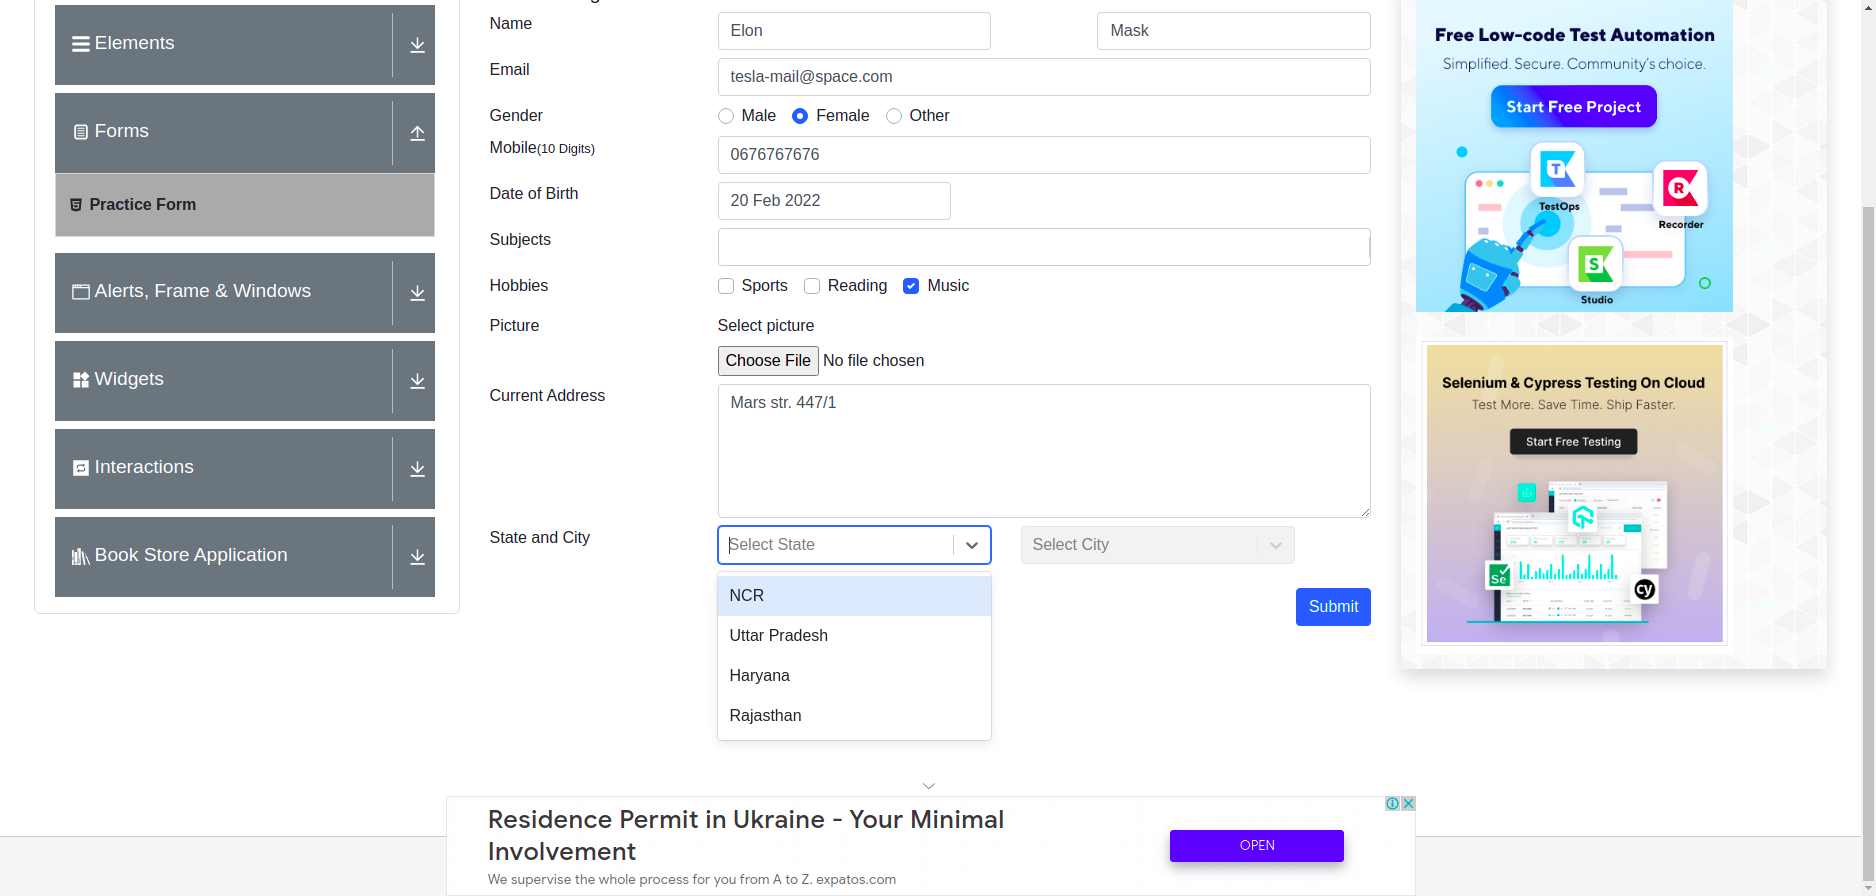 Elements
Forms
Practice Form
Alerts, Frame & Windows
Widgets
Interactions
Book Store Application
Name
Elon
Mask
Email
tesla-mail@space.com
Gender
Male
Female
Other
Mobile(10 Digits)
0676767676
Date of Birth
20 Feb 2022
Subjects
Hobbies
Sports
Reading
Music
Picture
Select picture
Choose File No file chosen
Current Address
Mars str. 447/1
State and City
Select State
Select City
NCR
Uttar Pradesh
Haryana
Rajasthan
Submit
Free Low-code Test Automation
Simplified. Secure. Community's choice.
Start Free Project
T
TestOps
R
Recorder
S
Studio
Selenium & Cypress Testing On Cloud
Test More. Save Time. Ship Faster.
Start Free Testing
Se
cy
Residence Permit in Ukraine - Your Minimal
Involvement
We supervise the whole process for you from A to Z. expatos.com
OPEN